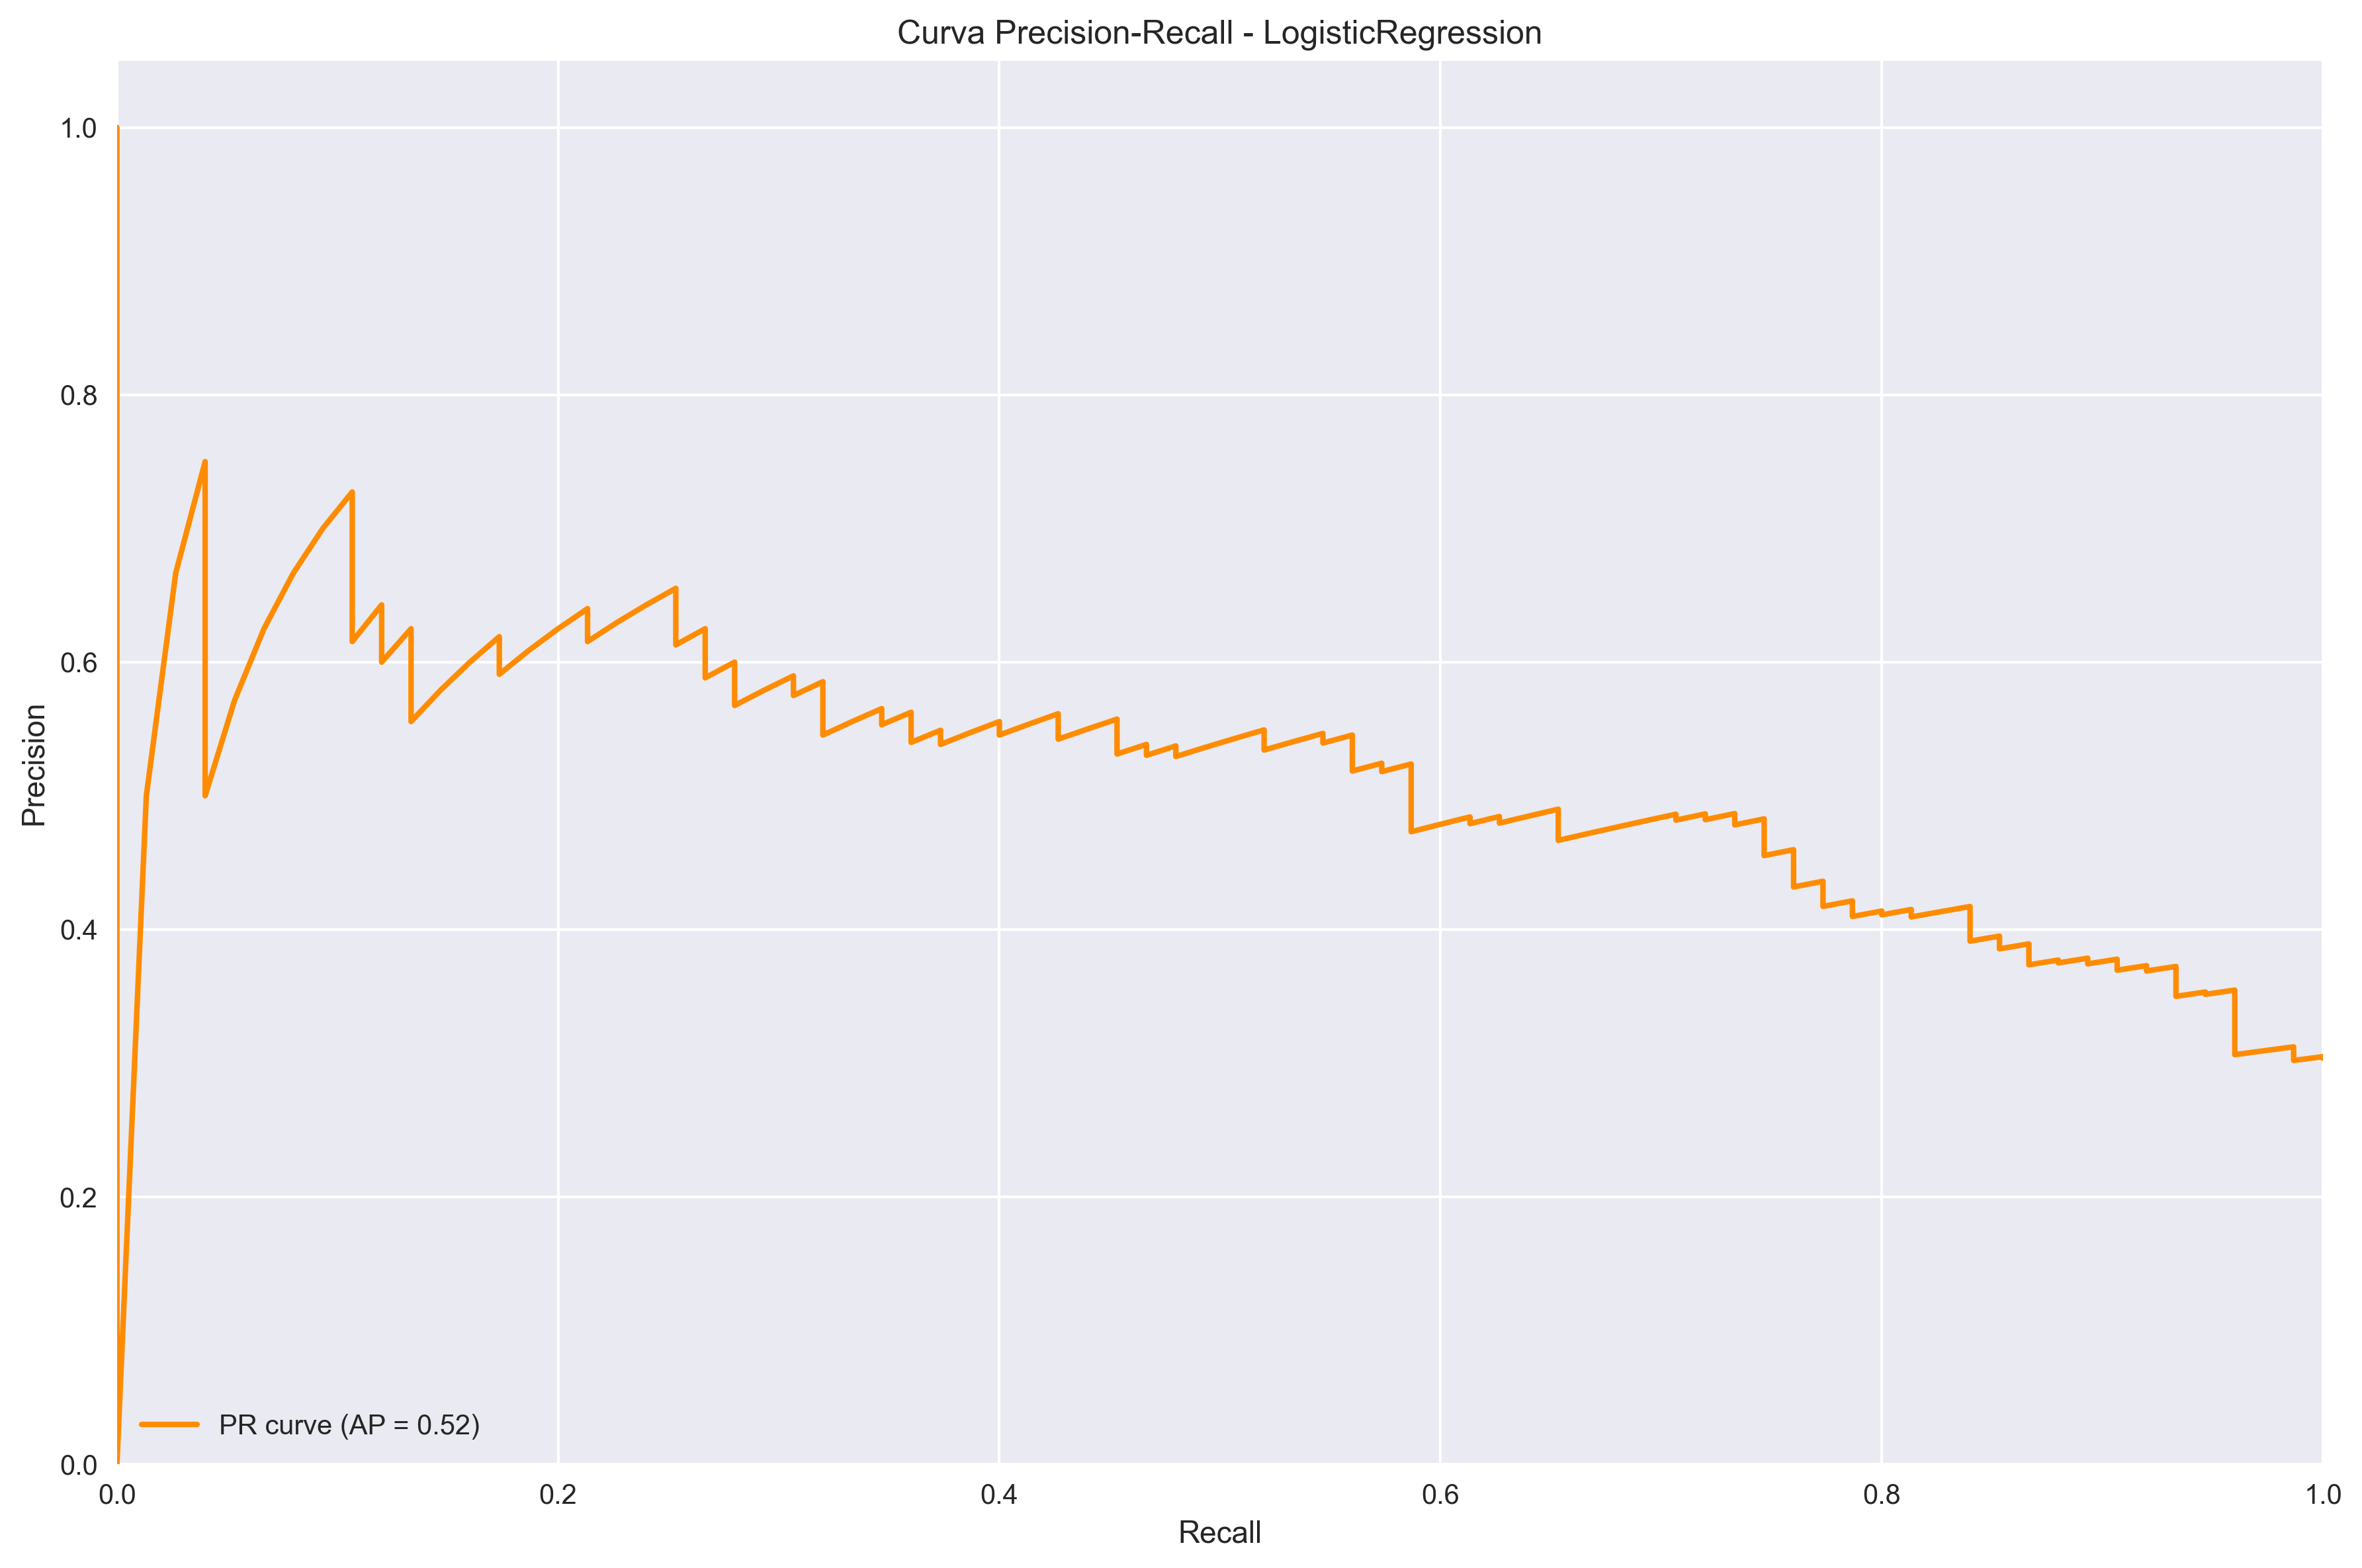 Curva Precision-Recall - LogisticRegression
1.0
0.8
0.6
0.4
0.2
0.0
Precision
PR curve (AP = 0.52)
0.0 0.2 0.4 0.6 0.8 1.0
Recall